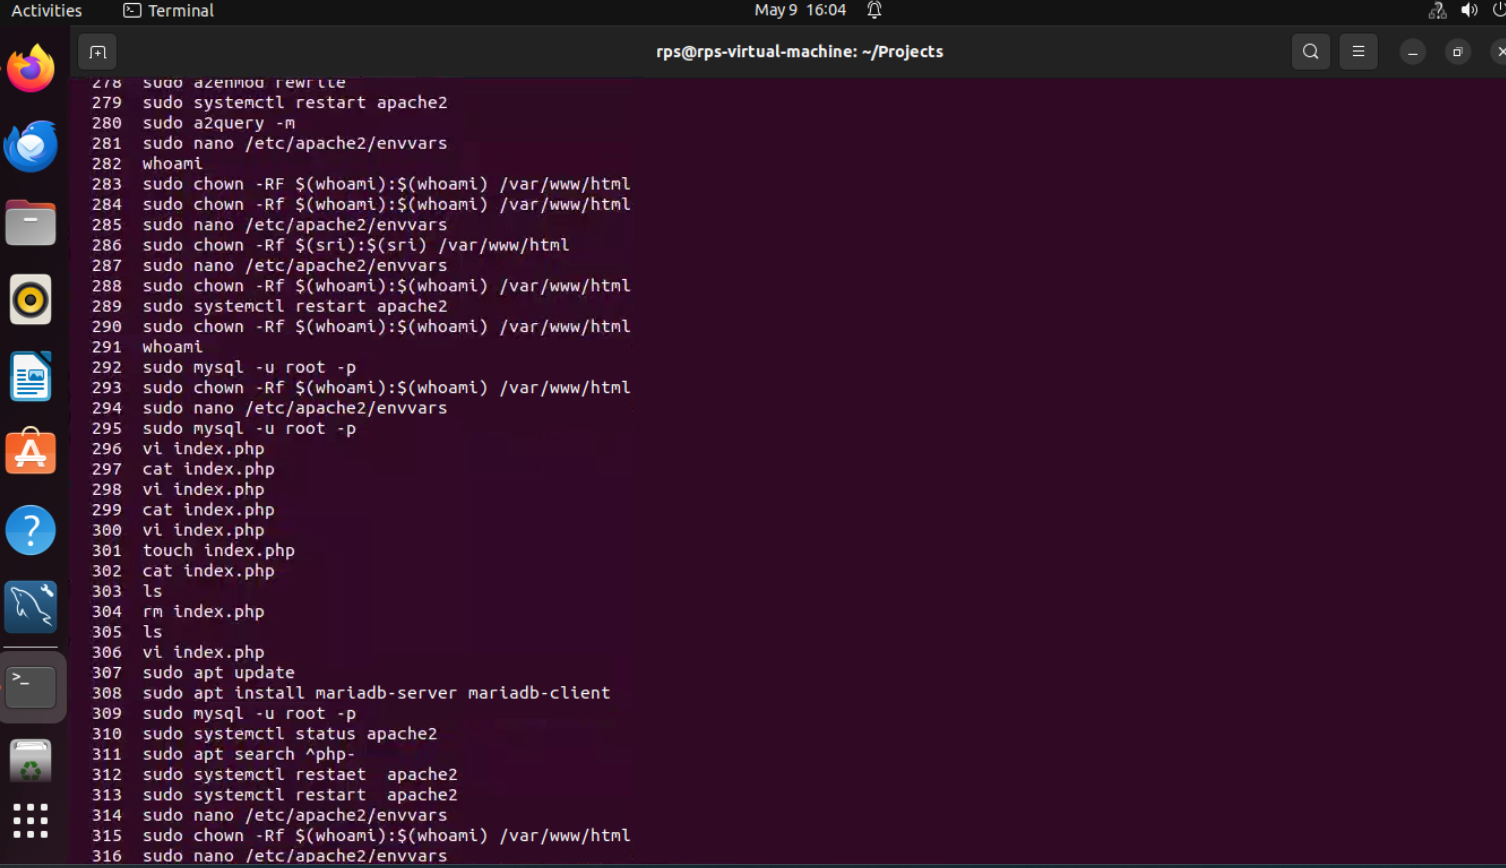 Activities Terminal May 9 16:04
rps@rps-virtual-machine: ~/Projects
278 sudo a2enmod rewrite
279 sudo systemctl restart apache2
280 sudo a2query -m
281 sudo nano /etc/apache2/envvars
282 whoami
283 sudo chown -RF $(whoami):$(whoami) /var/www/html
284 sudo chown -Rf $(whoami):$(whoami) /var/www/html
285 sudo nano /etc/apache2/envvars
286 sudo chown -Rf $(sri):$(sri) /var/www/html
287 sudo nano /etc/apache2/envvars
288 sudo chown -Rf $(whoami):$(whoami) /var/www/html
289 sudo systemctl restart apache2
290 sudo chown -Rf $(whoami):$(whoami) /var/www/html
291 whoami
292 sudo mysql -u root -p
293 sudo chown -Rf $(whoami):$(whoami) /var/www/html
294 sudo nano /etc/apache2/envvars
295 sudo mysql -u root -p
296 vi index.php
297 cat index.php
298 vi index.php
299 cat index.php
300 vi index.php
301 touch index.php
302 cat index.php
303 ls
304 rm index.php
305 ls
306 vi index.php
307 sudo apt update
308 sudo apt install mariadb-server mariadb-client
309 sudo mysql -u root -p
310 sudo systemctl status apache2
311 sudo apt search ^php-
312 sudo systemctl restaet  apache2
313 sudo systemctl restart  apache2
314 sudo nano /etc/apache2/envvars
315 sudo chown -Rf $(whoami):$(whoami) /var/www/html
316 sudo nano /etc/apache2/envvars